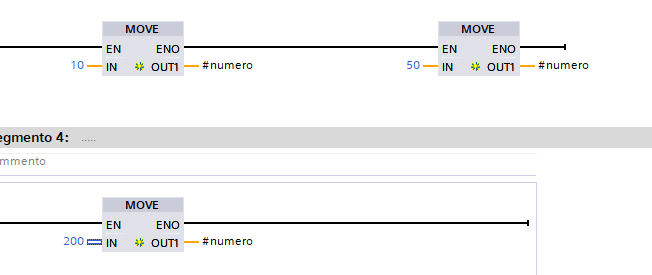 MOVE MOVE
EN ENO EN ENO
10 IN OUT1 #numero 50 IN OUT1 #numero
egmento 4: .....
mmento
MOVE
EN ENO
200 IN OUT1 #numero